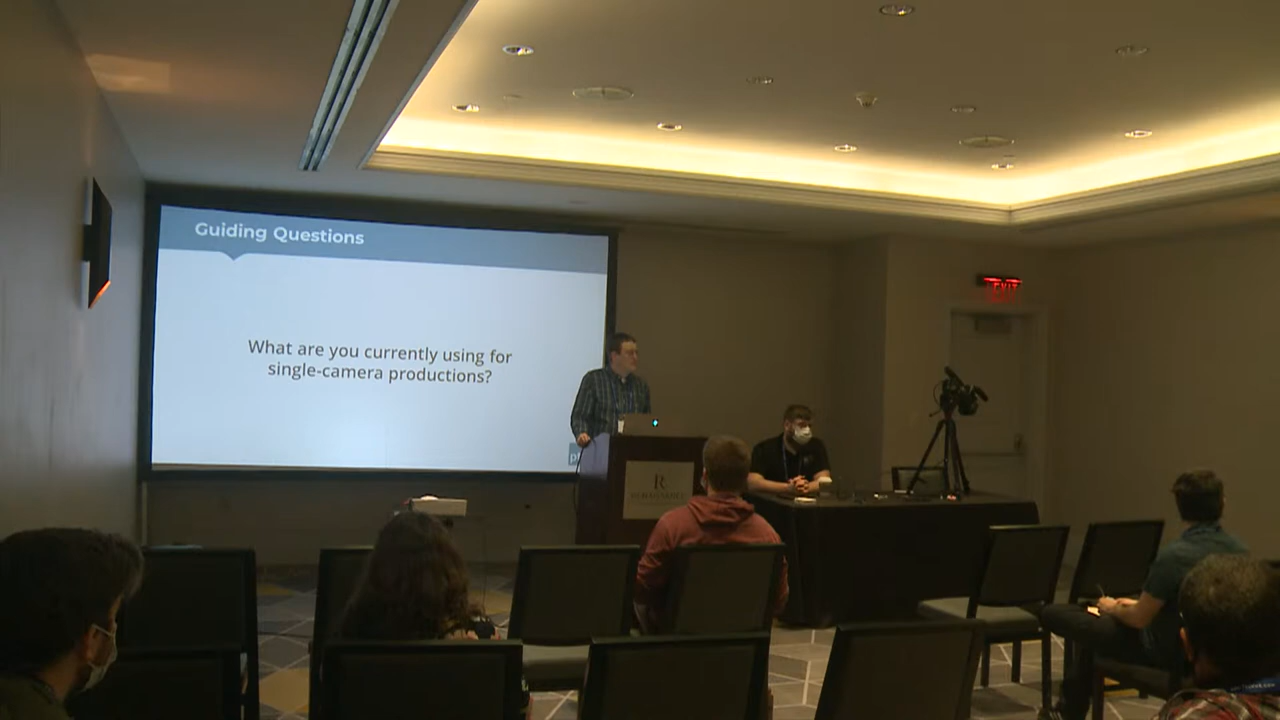 Guiding Questions
What are you currently using for
single-camera productions?
EXIT
R